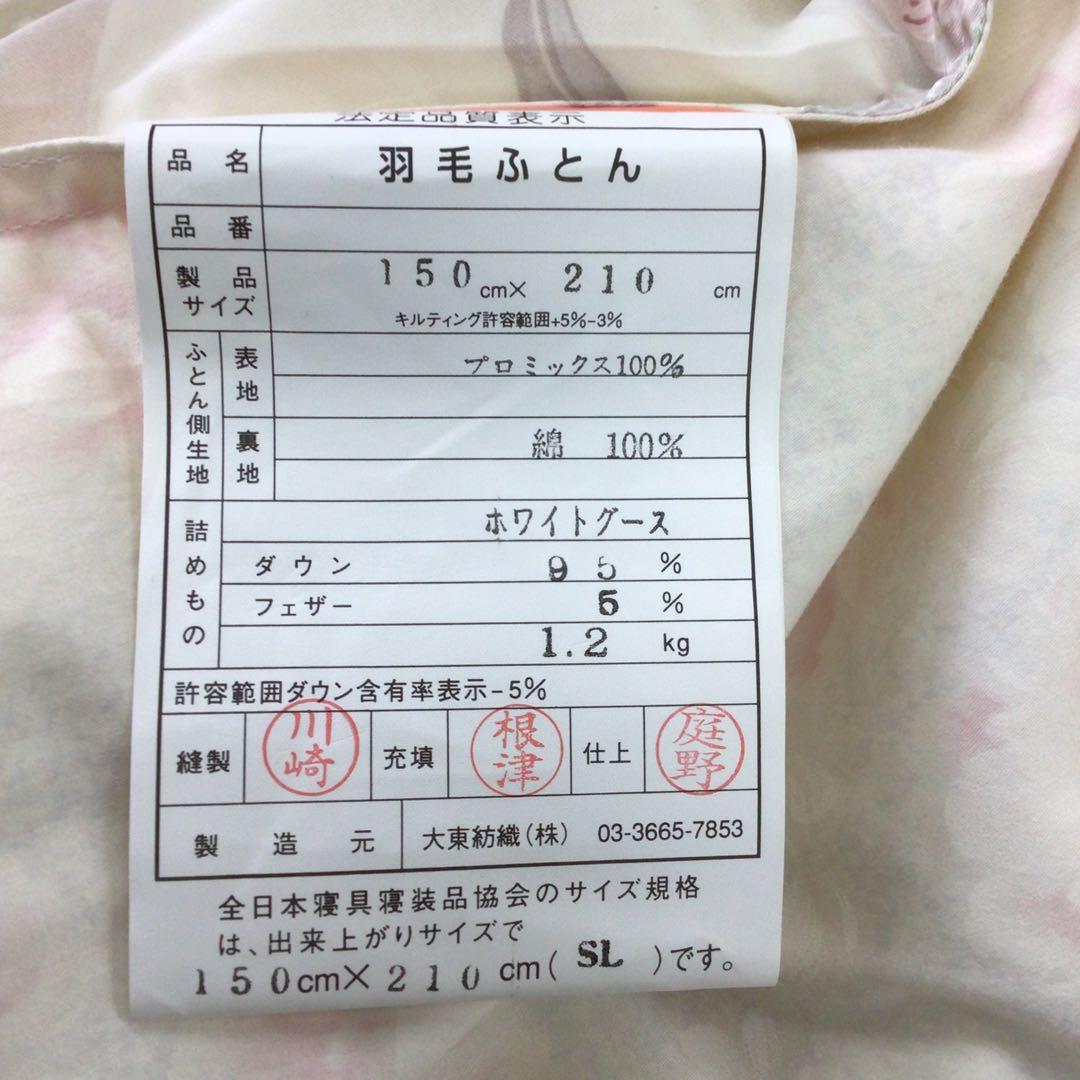 法定品質表示
品名 羽毛ふとん
品番
製品サイズ 150cm× 210 cm
キルティング許容範囲+5%-3%
ふとん側生地 表地 プロミックス100%
裏地 綿 100%
詰めもの ホワイトグース
ダウン 95 %
フェザー 5 %
1.2 kg
許容範囲ダウン含有率表示-5%
縫製 川崎 充填 根津 仕上 庭野
製造元 大東紡織(株) 03-3665-7853
全日本寝具寝装品協会のサイズ規格
は、出来上がりサイズで
150cm×210cm( SL )です。